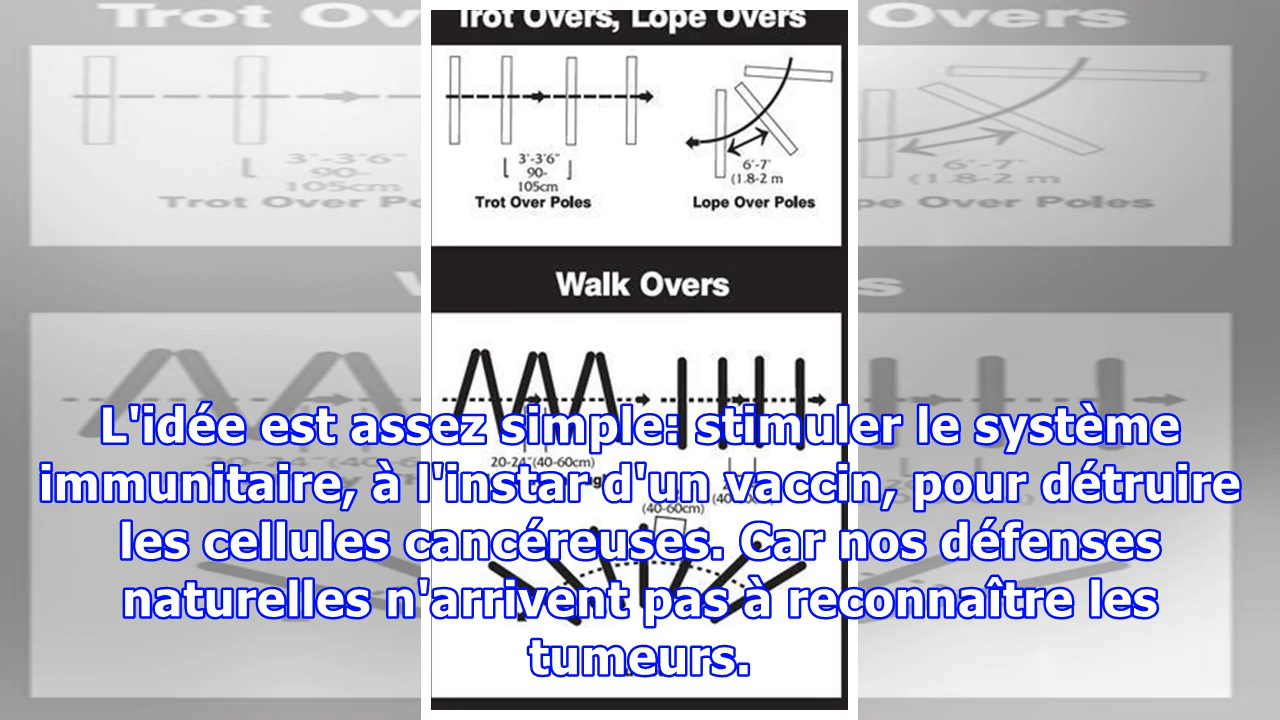 Trot Overs, Lope Overs
3'-3'6"
90-
105cm
Trot Over Poles
6'-7'
(1.8-2 m
Lope Over Poles
Walk Overs
20-24"(40-60cm)
(40-60cm)
L'idée est assez simple: stimuler le système
immunitaire, à l'instar d'un vaccin, pour détruire
les cellules cancéreuses. Car nos défenses
naturelles n'arrivent pas à reconnaître les
tumeurs.